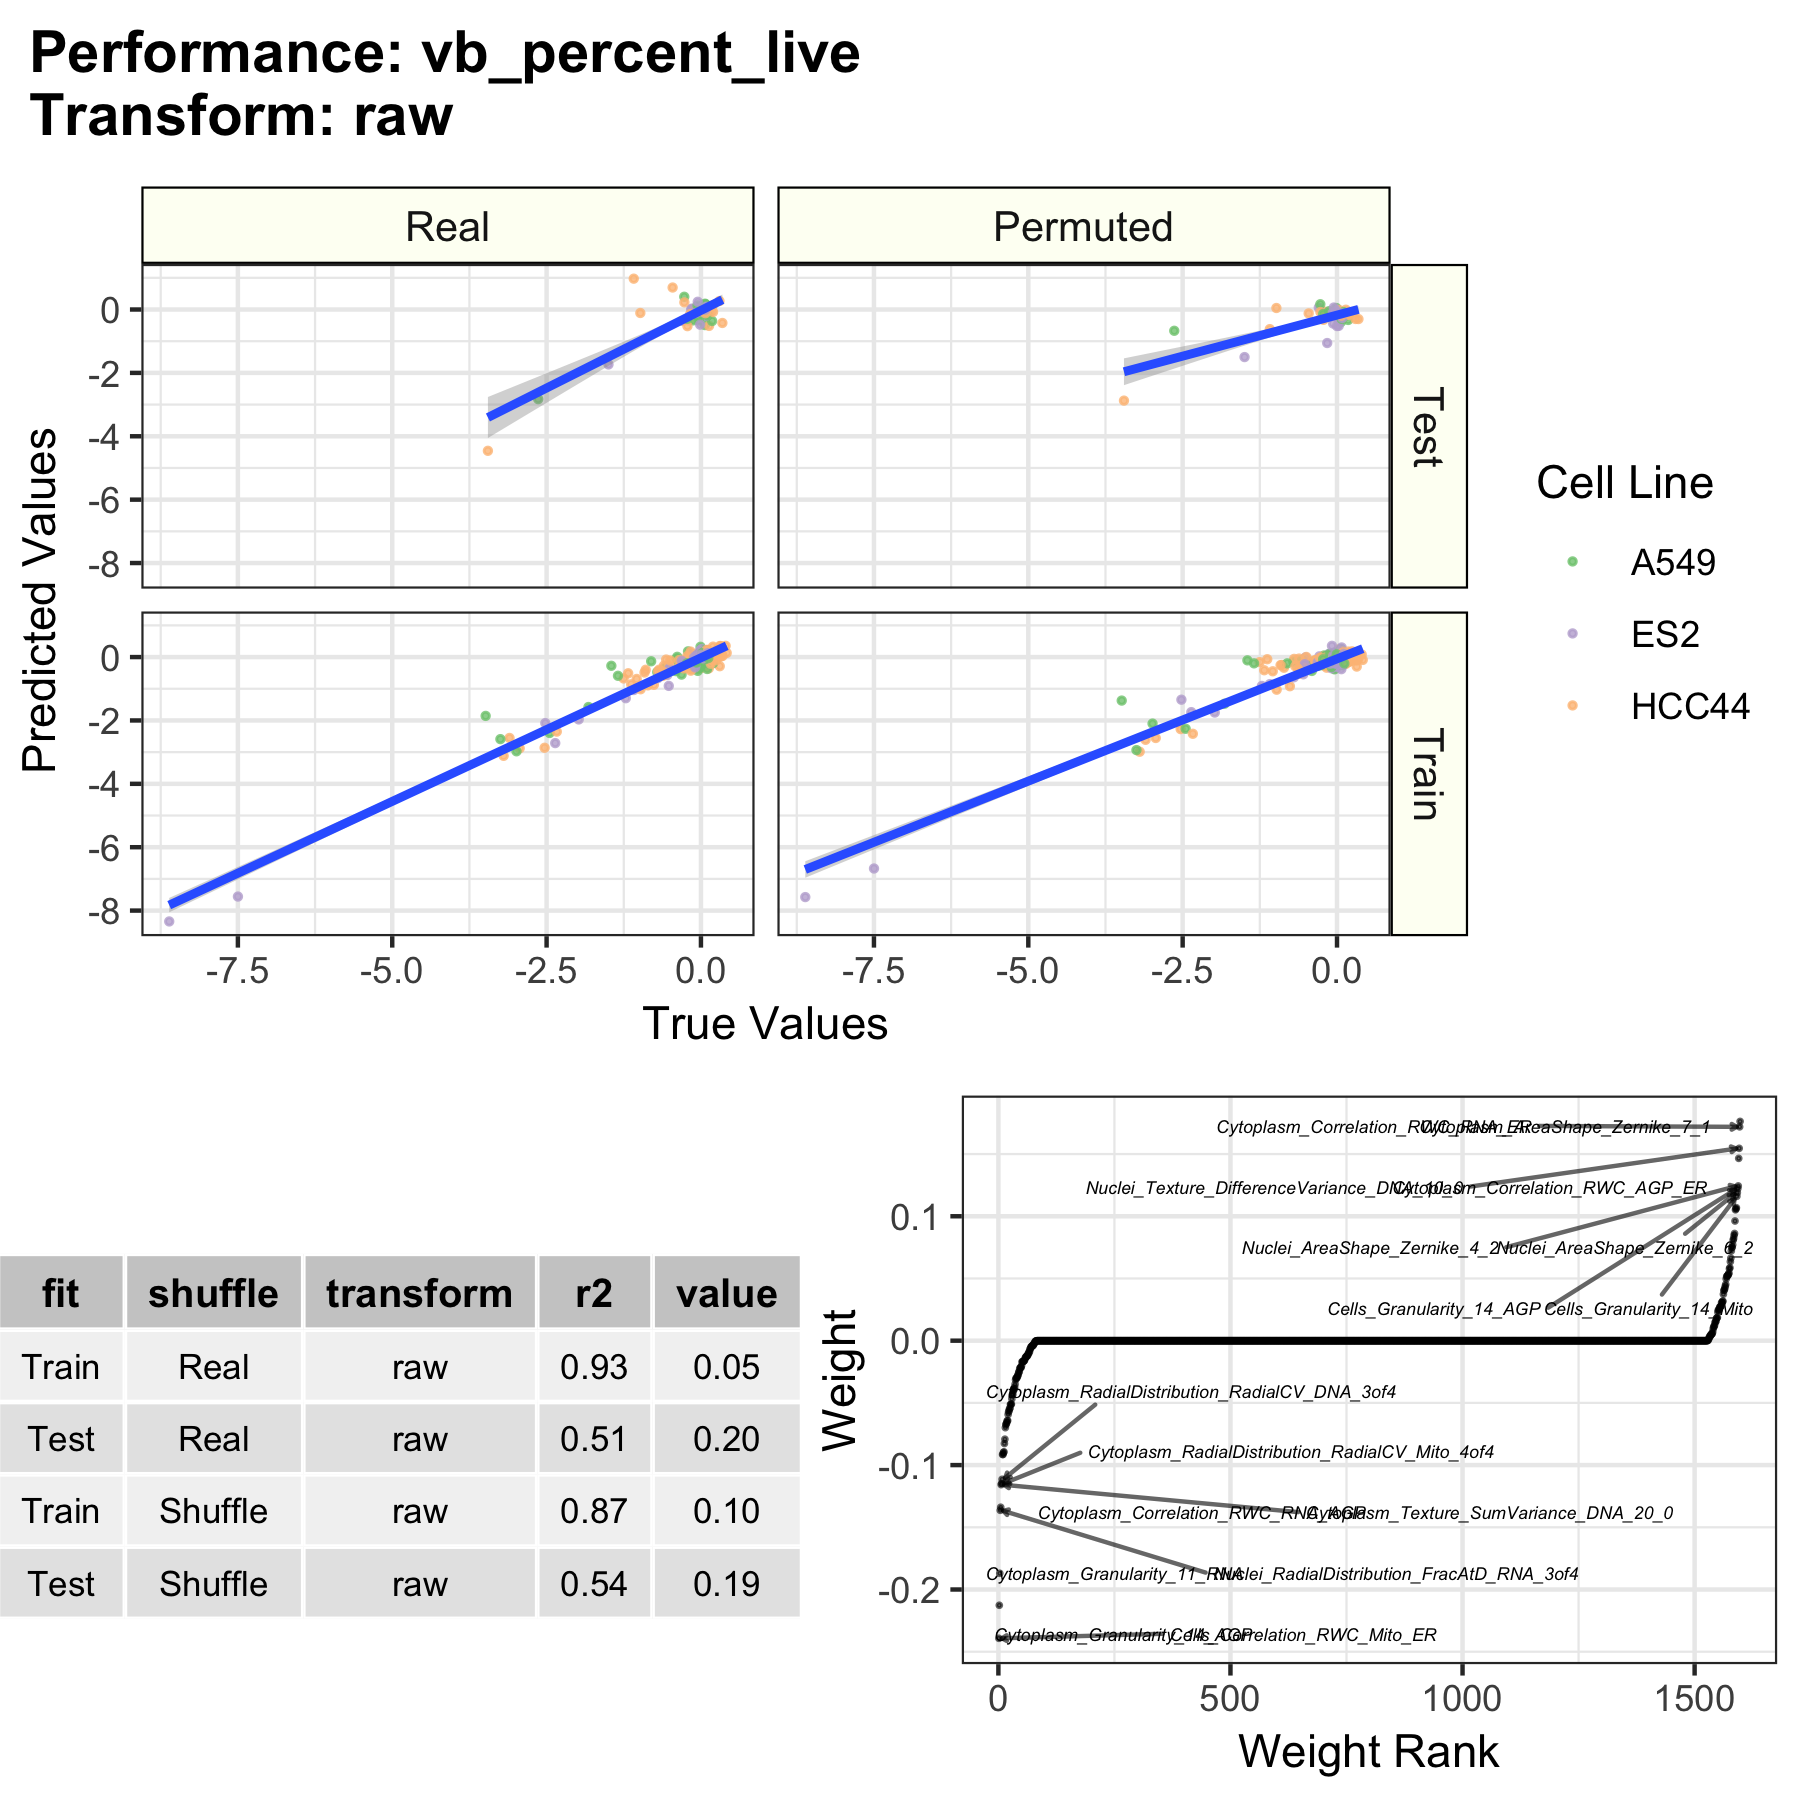 Performance: vb_percent_live
Transform: raw
Real
Permuted
Predicted Values
0
-2
-4
-6
-8
Test
0
-2
-4
-6
-8
Train
-7.5
-5.0
-2.5
0.0
-7.5
-5.0
-2.5
0.0
True Values
Cell Line
A549
ES2
HCC44
fit shuffle transform r2 value
Train Real raw 0.93 0.05
Test Real raw 0.51 0.20
Train Shuffle raw 0.87 0.10
Test Shuffle raw 0.54 0.19
Weight
0.1
0.0
-0.1
-0.2
Cytoplasm_Correlation_RWC_RNA_ER
Cytoplasm_AreaShape_Zernike_7_1
Nuclei_Texture_DifferenceVariance_DNA_10_0
Cytoplasm_Correlation_RWC_AGP_ER
Nuclei_AreaShape_Zernike_4_2
Nuclei_AreaShape_Zernike_6_2
Cells_Granularity_14_AGP
Cells_Granularity_14_Mito
Cytoplasm_RadialDistribution_RadialCV_DNA_3of4
Cytoplasm_RadialDistribution_RadialCV_Mito_4of4
Cytoplasm_Correlation_RWC_RNA_AGP
Cytoplasm_Texture_SumVariance_DNA_20_0
Cytoplasm_Granularity_11_RNA
Nuclei_RadialDistribution_FracAtD_RNA_3of4
Cytoplasm_Granularity_14_AGP
Cells_Correlation_RWC_Mito_ER
0
500
1000
1500
Weight Rank